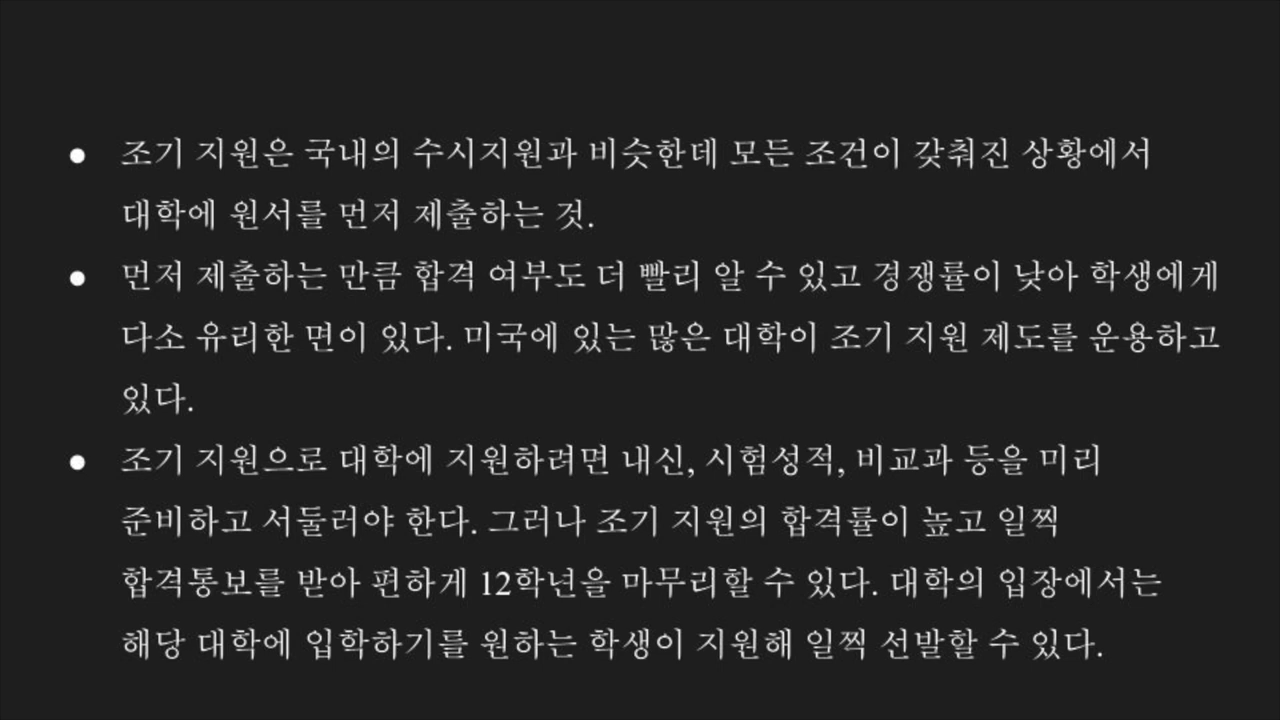 ● 조기 지원은 국내의 수시지원과 비슷한데 모든 조건이 갖춰진 상황에서
대학에 원서를 먼저 제출하는 것.
● 먼저 제출하는 만큼 합격 여부도 더 빨리 알 수 있고 경쟁률이 낮아 학생에게
다소 유리한 면이 있다. 미국에 있는 많은 대학이 조기 지원 제도를 운용하고
있다.
● 조기 지원으로 대학에 지원하려면 내신, 시험성적, 비교과 등을 미리
준비하고 서둘러야 한다. 그러나 조기 지원의 합격률이 높고 일찍
합격통보를 받아 편하게 12학년을 마무리할 수 있다. 대학의 입장에서는
해당 대학에 입학하기를 원하는 학생이 지원해 일찍 선발할 수 있다.